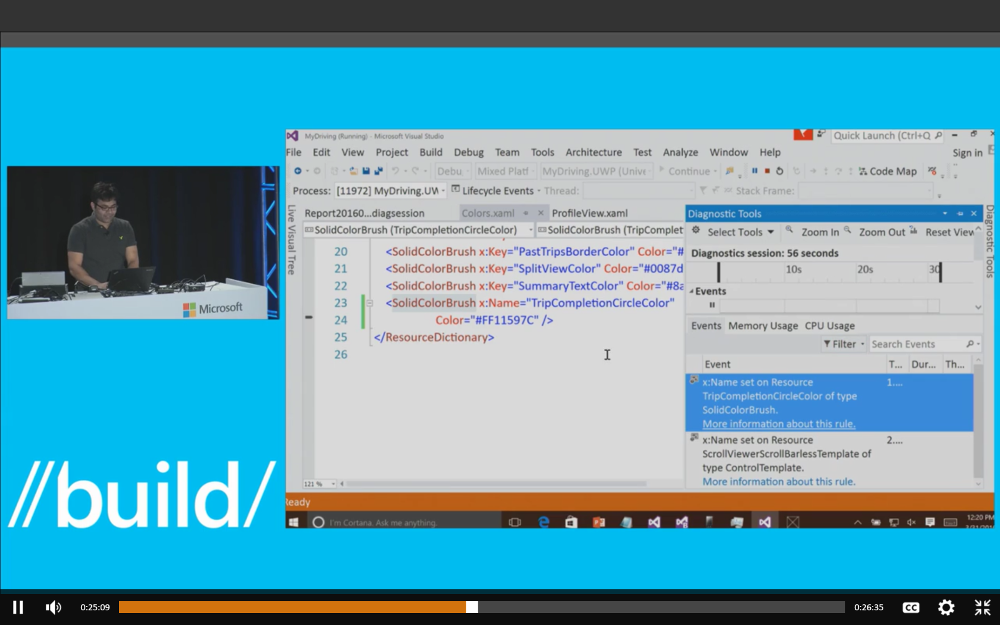 MyDriving (Running) - Microsoft Visual Studio
Quick Launch (Ctrl+Q
File Edit View Project Build Debug Team Tools Architecture Test Analyze Window Help
Sign in
Debu
Mixed Platf
MyDriving.UWP (Unive
Continue
Code Map
Process: [11972] MyDriving.UW
Lifecycle Events
Thread:
Stack Frame:
Live Visual Tree
Report20160...diagsession
Colors.xaml
ProfileView.xaml
SolidColorBrush (TripCompletionCircleColor)
SolidColorBrush (TripComplet
20 <SolidColorBrush x:Key="PastTripsBorderColor" Color="#
21 <SolidColorBrush x:Key="SplitViewColor" Color="#0087d
22 <SolidColorBrush x:Key="SummaryTextColor" Color="#8a
23 <SolidColorBrush x:Name="TripCompletionCircleColor"
24 Color="#FF11597C" />
25 </ResourceDictionary>
26
121 %
Diagnostic Tools
Select Tools Zoom In Zoom Out Reset View
Diagnostics session: 56 seconds
10s 20s 30
Events
Events Memory Usage CPU Usage
Filter
Search Events
Event T... Dur... Th...
x:Name set on Resource 1....
TripCompletionCircleColor of type
SolidColorBrush.
More information about this rule.
x:Name set on Resource 2....
ScrollViewerScrollBarlessTemplate of
type ControlTemplate.
More information about this rule.
Diagnostic Tools
Ready
I'm Cortana. Ask me anything.
12:20 PM
Microsoft
//build/
0:25:09
0:26:35
CC